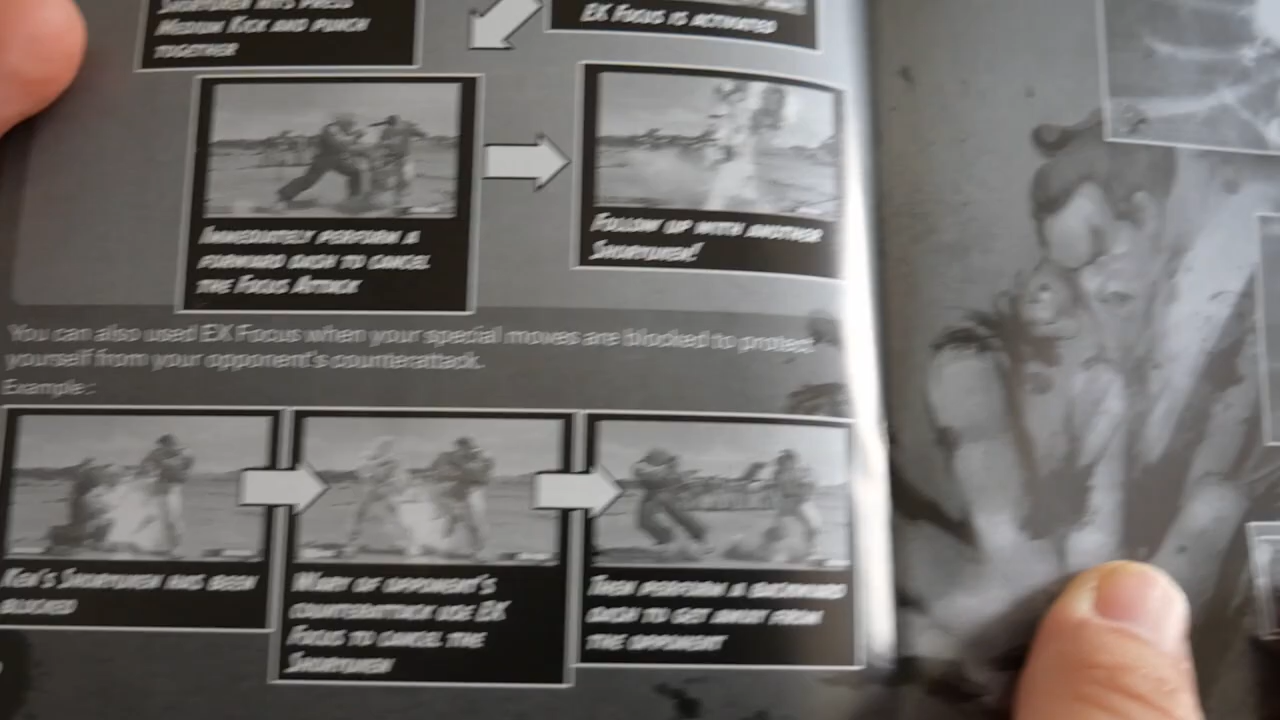 Shoryuken hits press
Medium Kick and punch
together
EX Focus is activated
Immediately perform a
forward dash to cancel
the Focus Attack
Follow up with another
Shoryuken!
You can also used EX Focus when your special moves are blocked to protect
yourself from your opponent's counterattack.
Example:
Ken's Shoryuken has been
blocked
Wary of opponent's
counterattack use EX
Focus to cancel the
Shoryuken
Then perform a backward
dash to get away from
the opponent